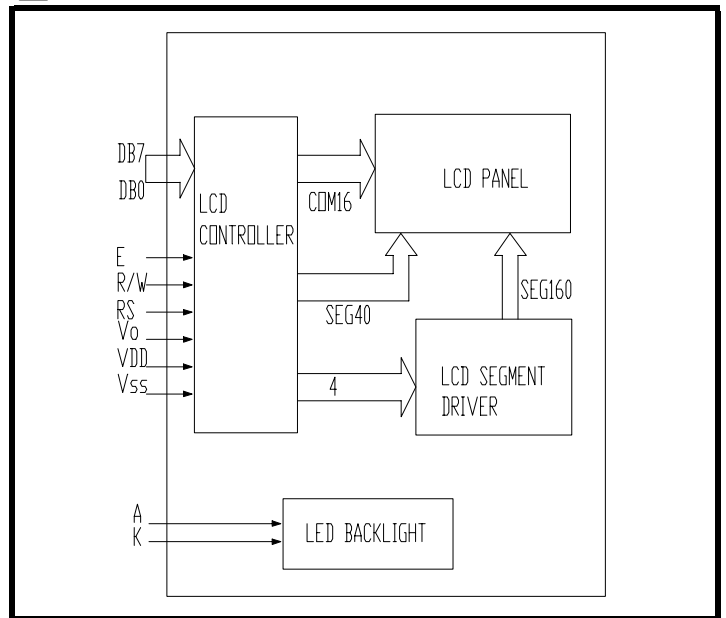 DB7
DB0
LCD
CONTROLLER
COM16
LCD PANEL
E
R/W
RS
Vo
VDD
Vss
SEG40
SEG160
4
LCD SEGMENT
DRIVER
A
K
LED BACKLIGHT